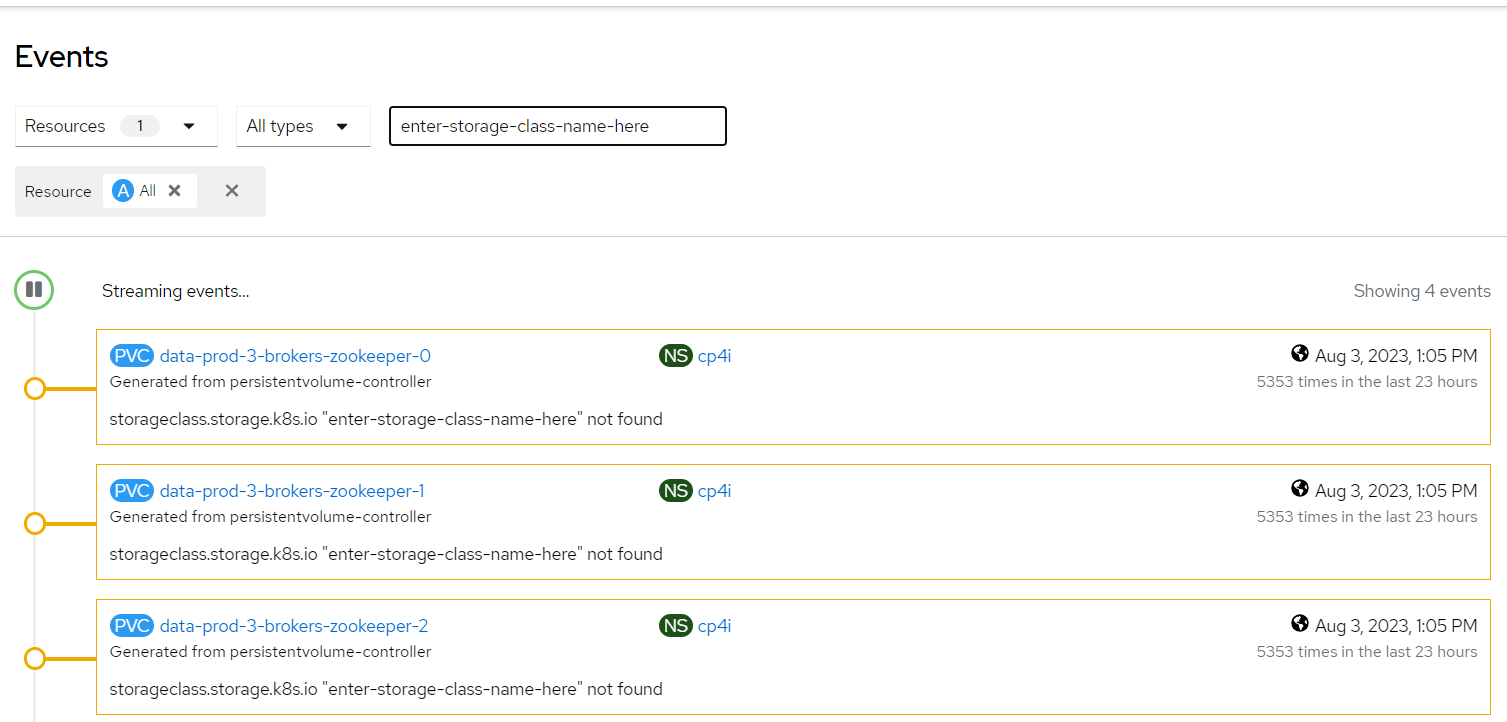 Events
Resources 1 All types enter-storage-class-name-here
Resource A All
Streaming events... Showing 4 events
PVC data-prod-3-brokers-zookeeper-0 NS cp4i Aug 3, 2023, 1:05 PM
Generated from persistentvolume-controller 5353 times in the last 23 hours
storageclass.storage.k8s.io "enter-storage-class-name-here" not found
PVC data-prod-3-brokers-zookeeper-1 NS cp4i Aug 3, 2023, 1:05 PM
Generated from persistentvolume-controller 5353 times in the last 23 hours
storageclass.storage.k8s.io "enter-storage-class-name-here" not found
PVC data-prod-3-brokers-zookeeper-2 NS cp4i Aug 3, 2023, 1:05 PM
Generated from persistentvolume-controller 5353 times in the last 23 hours
storageclass.storage.k8s.io "enter-storage-class-name-here" not found